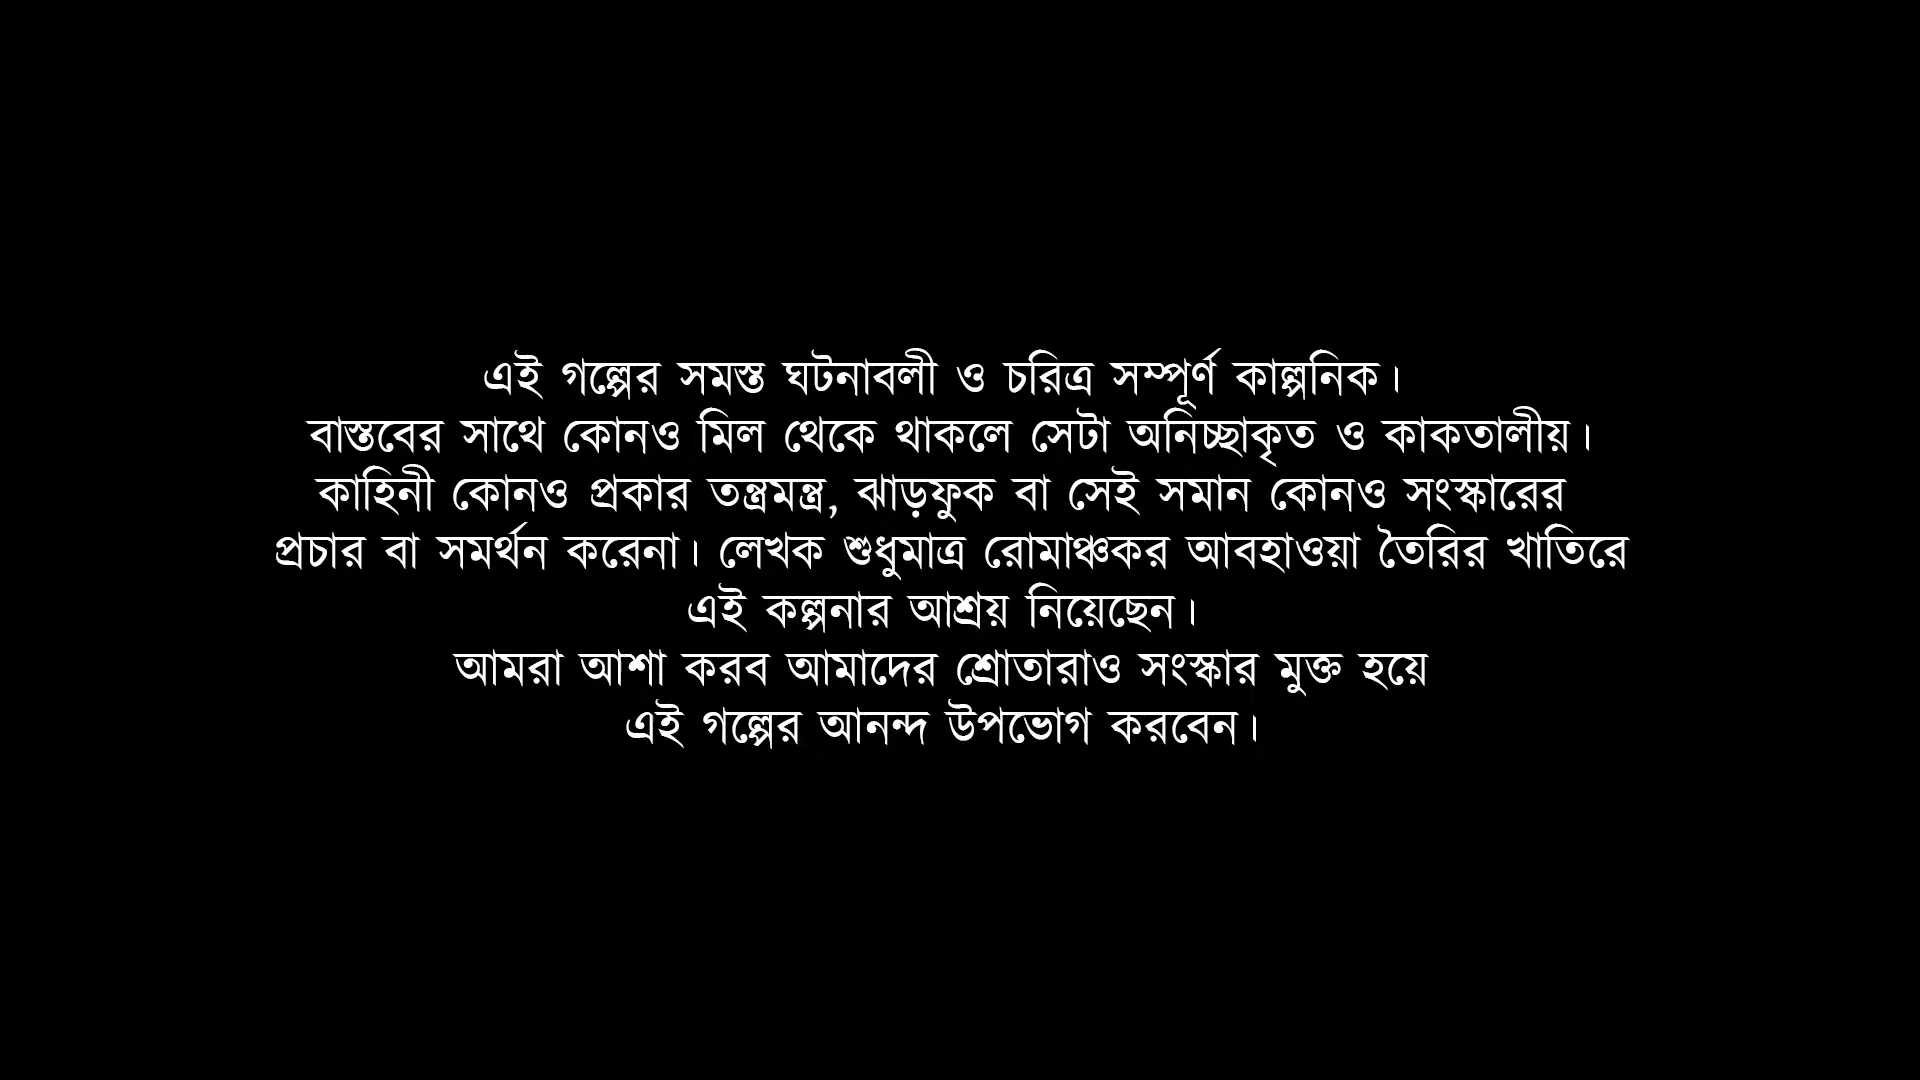 এই গল্পের সমস্ত ঘটনাবলী ও চরিত্র সম্পূর্ণ কাল্পনিক।
বাস্তবের সাথে কোনও মিল থেকে থাকলে সেটা অনিচ্ছাকৃত ও কাকতালীয়।
কাহিনী কোনও প্রকার তন্ত্রমন্ত্র, ঝাড়ফুক বা সেই সমান কোনও সংস্কারের
প্রচার বা সমর্থন করেনা। লেখক শুধুমাত্র রোমাঞ্চকর আবহাওয়া তৈরির খাতিরে
এই কল্পনার আশ্রয় নিয়েছেন।
আমরা আশা করব আমাদের শ্রোতারাও সংস্কার মুক্ত হয়ে
এই গল্পের আনন্দ উপভোগ করবেন।